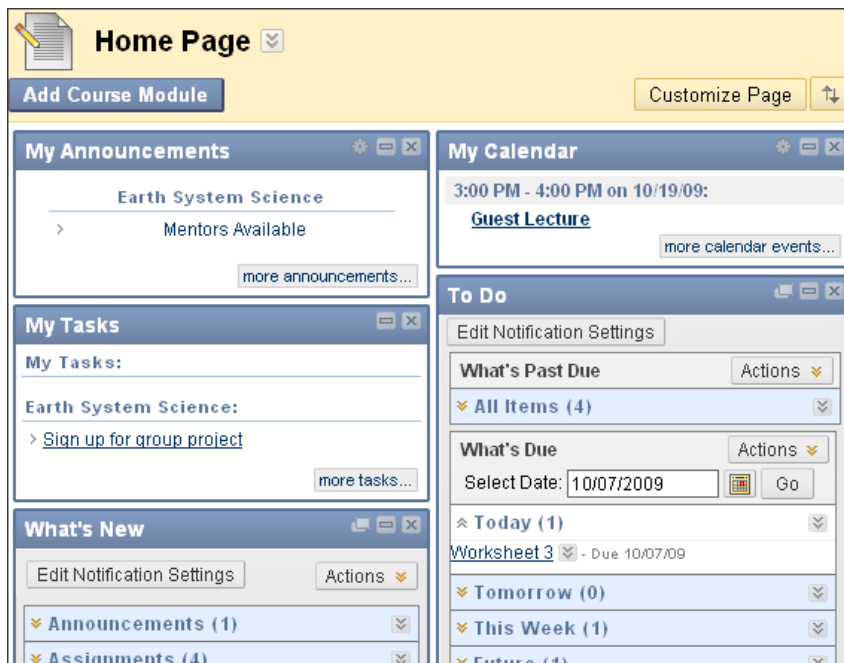 Home Page
Add Course Module
Customize Page
My Announcements
Earth System Science
Mentors Available
more announcements...
My Tasks
My Tasks:
Earth System Science:
Sign up for group project
more tasks...
What's New
Edit Notification Settings
Actions
Announcements (1)
Assignments (4)
My Calendar
3:00 PM - 4:00 PM on 10/19/09:
Guest Lecture
more calendar events...
To Do
Edit Notification Settings
What's Past Due
Actions
All Items (4)
What's Due
Actions
Select Date: 10/07/2009 Go
Today (1)
Worksheet 3 - Due 10/07/09
Tomorrow (0)
This Week (1)
Future (1)